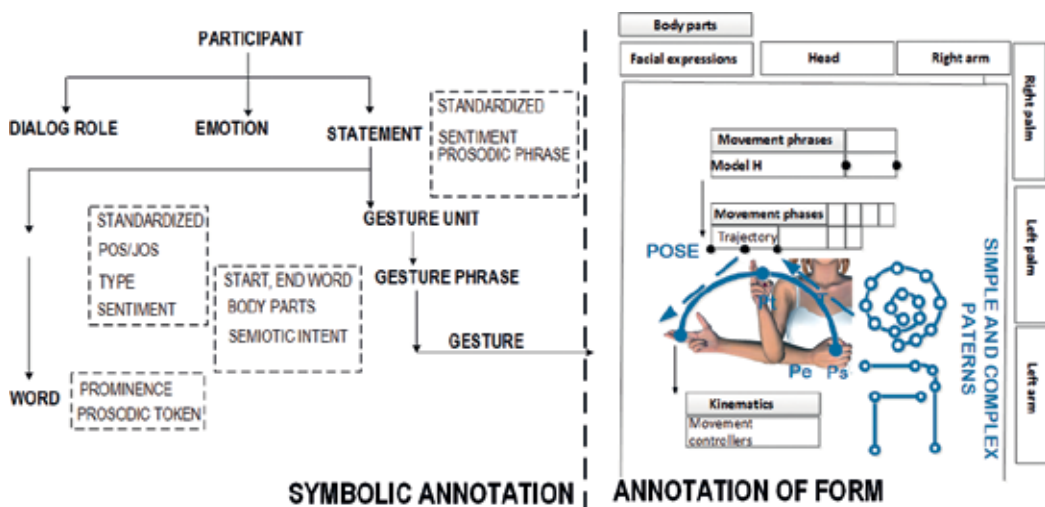 PARTICIPANT
DIALOG ROLE
EMOTION
STATEMENT
STANDARDIZED
SENTIMENT
PROSODIC PHRASE
GESTURE UNIT
STANDARDIZED
POS/JOS
TYPE
SENTIMENT
GESTURE PHRASE
START, END WORD
BODY PARTS
SEMIOTIC INTENT
GESTURE
WORD
PROMINENCE
PROSODIC TOKEN
SYMBOLIC ANNOTATION
Body parts
Facial expressions
Head
Right arm
Right palm
Left palm
Left arm
Movement phrases
Model H
Movement phases
Trajectory
POSE
T
Pe
Ps
SIMPLE AND COMPLEX
PATERNS
Kinematics
Movement
controllers
ANNOTATION OF FORM